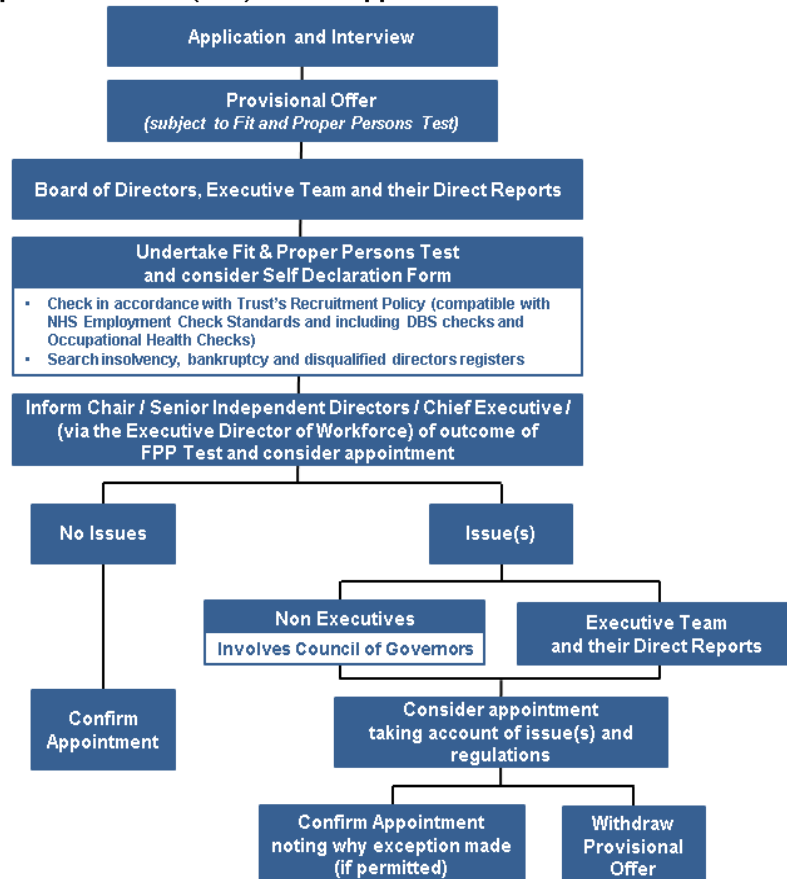 Application and Interview
Provisional Offer
(subject to Fit and Proper Persons Test)
Board of Directors, Executive Team and their Direct Reports
Undertake Fit & Proper Persons Test
and consider Self Declaration Form
▪ Check in accordance with Trust's Recruitment Policy (compatible with
NHS Employment Check Standards and including DBS checks and
Occupational Health Checks)
▪ Search insolvency, bankruptcy and disqualified directors registers
Inform Chair / Senior Independent Directors / Chief Executive /
(via the Executive Director of Workforce) of outcome of
FPP Test and consider appointment
No Issues
Issue(s)
Non Executives
Involves Council of Governors
Executive Team
and their Direct Reports
Confirm
Appointment
Consider appointment
taking account of issue(s) and
regulations
Confirm Appointment
noting why exception made
(if permitted)
Withdraw
Provisional
Offer